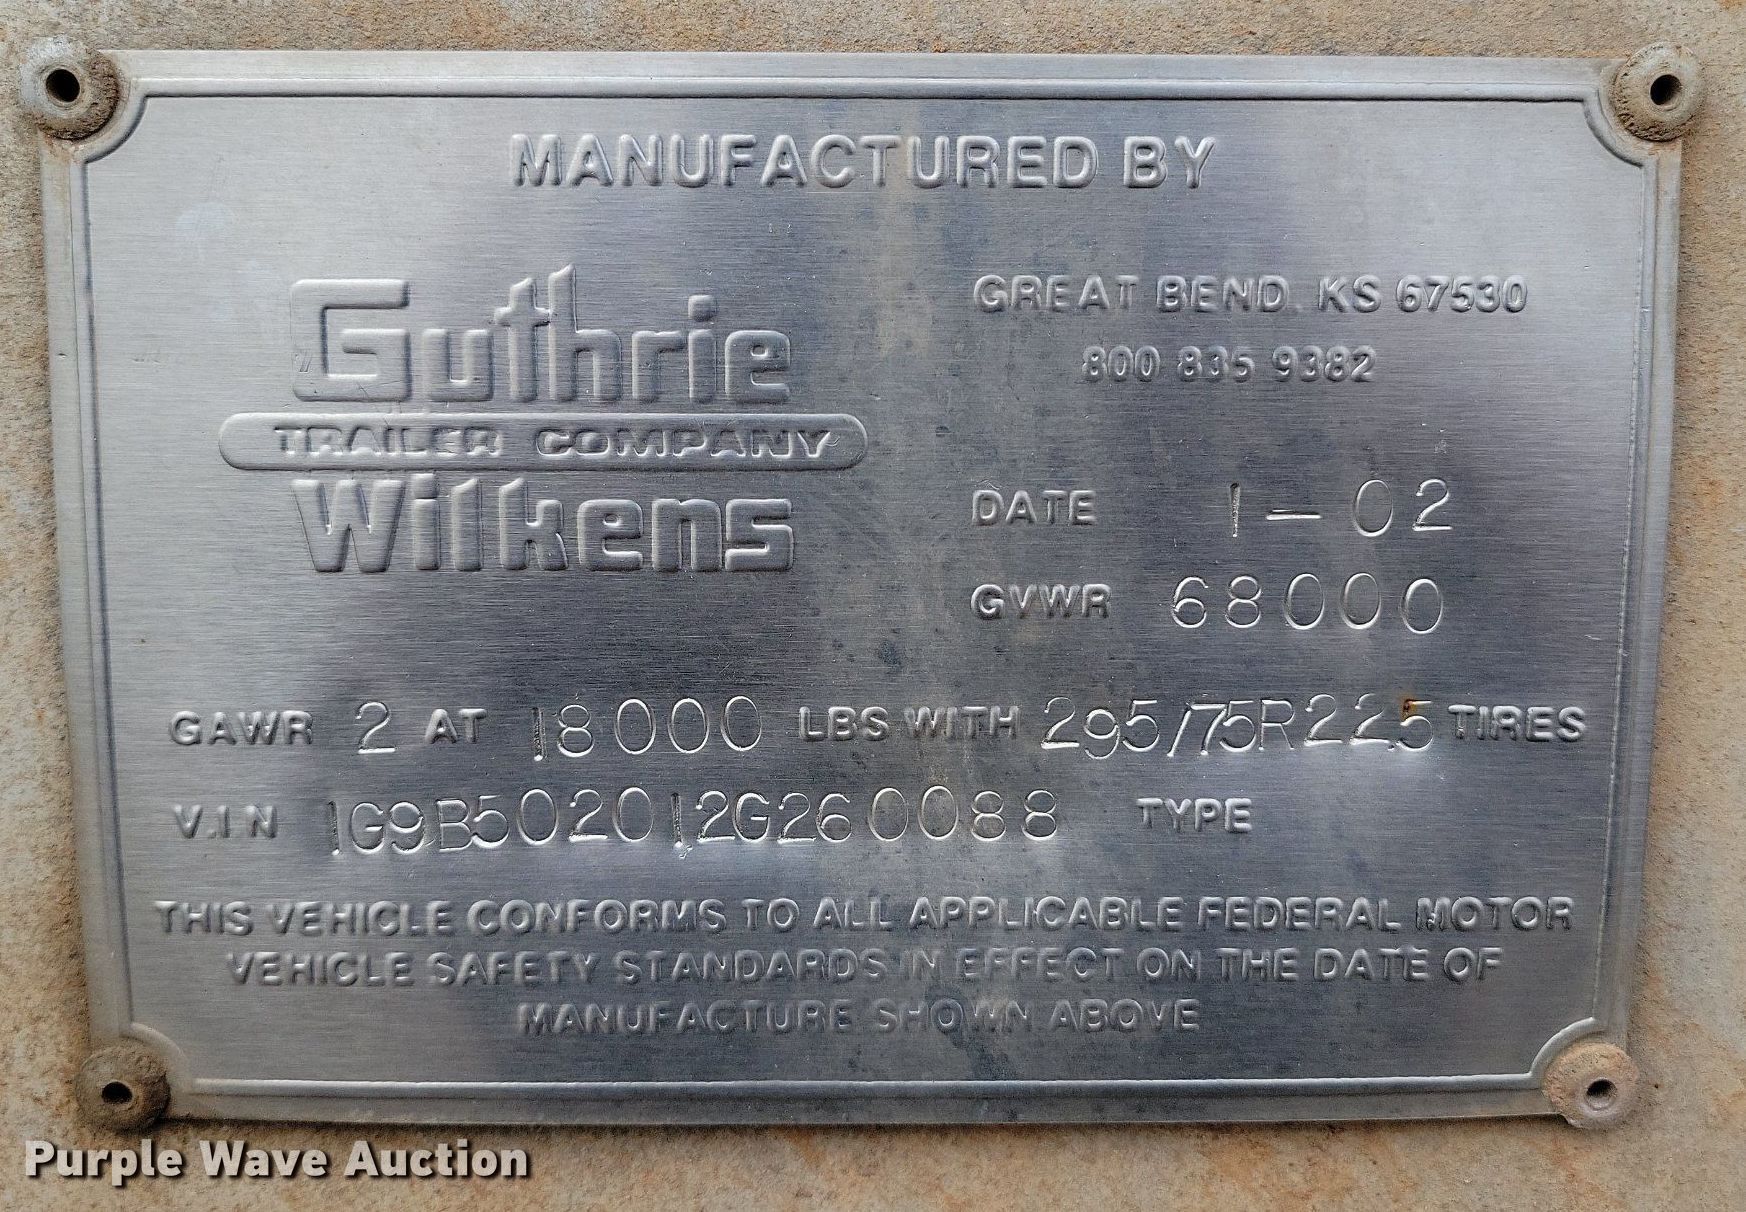 MANUFACTURED BY
Guthrie
TRAILER COMPANY
Wilkens
GREAT BEND, KS 67530
800 835 9382
DATE 1-02
GVWR 68000
GAWR 2 AT 18000 LBS WITH 295/75R22.5 TIRES
V.I.N 1G9B502012G260088 TYPE
THIS VEHICLE CONFORMS TO ALL APPLICABLE FEDERAL MOTOR
VEHICLE SAFETY STANDARDS IN EFFECT ON THE DATE OF
MANUFACTURE SHOWN ABOVE
Purple Wave Auction